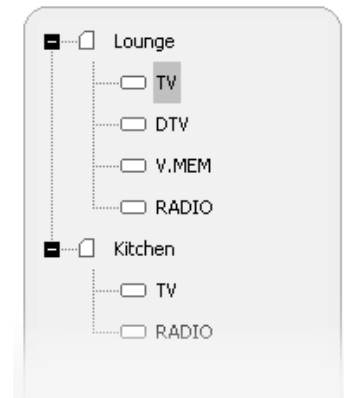 Lounge
TV
DTV
V.MEM
RADIO
Kitchen
TV
RADIO